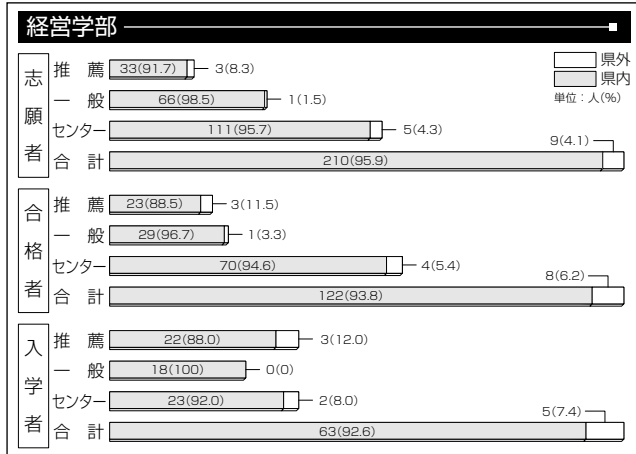 経営学部
県外
県内
単位：人(%)
志願者
推薦 33(91.7) 3(8.3)
一般 66(98.5) 1(1.5)
センター 111(95.7) 5(4.3)
合計 210(95.9) 9(4.1)
合格者
推薦 23(88.5) 3(11.5)
一般 29(96.7) 1(3.3)
センター 70(94.6) 4(5.4)
合計 122(93.8) 8(6.2)
入学者
推薦 22(88.0) 3(12.0)
一般 18(100) 0(0)
センター 23(92.0) 2(8.0)
合計 63(92.6) 5(7.4)